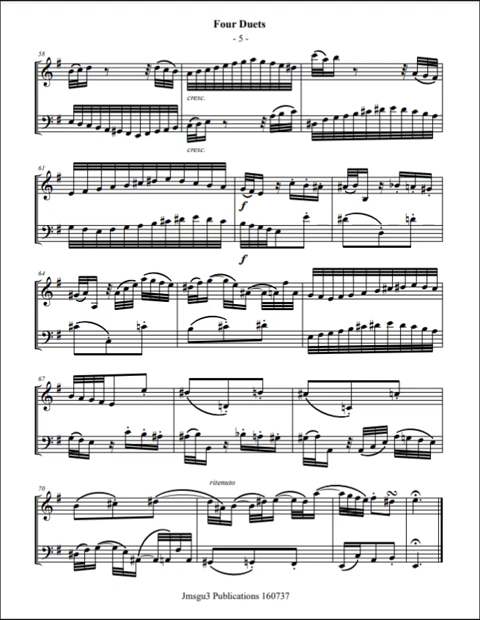 Four Duets
- 5 -
58
cresc.
cresc.
61
f
f
64
67
70
ritenuto
Jmsgu3 Publications 160737